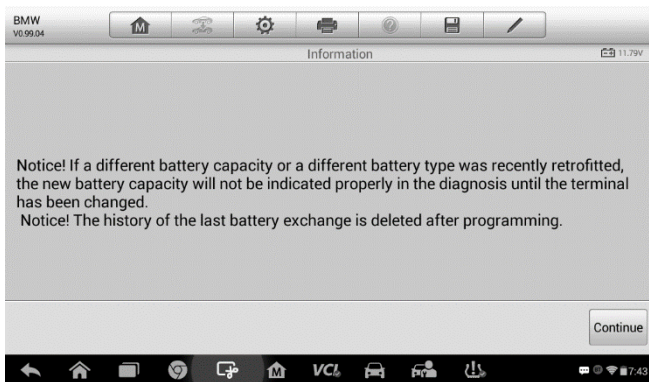 BMW
V0.99.04
M
Information
11.79V
Notice! If a different battery capacity or a different battery type was recently retrofitted,
the new battery capacity will not be indicated properly in the diagnosis until the terminal
has been changed.
Notice! The history of the last battery exchange is deleted after programming.
Continue
M
VCI
7:43